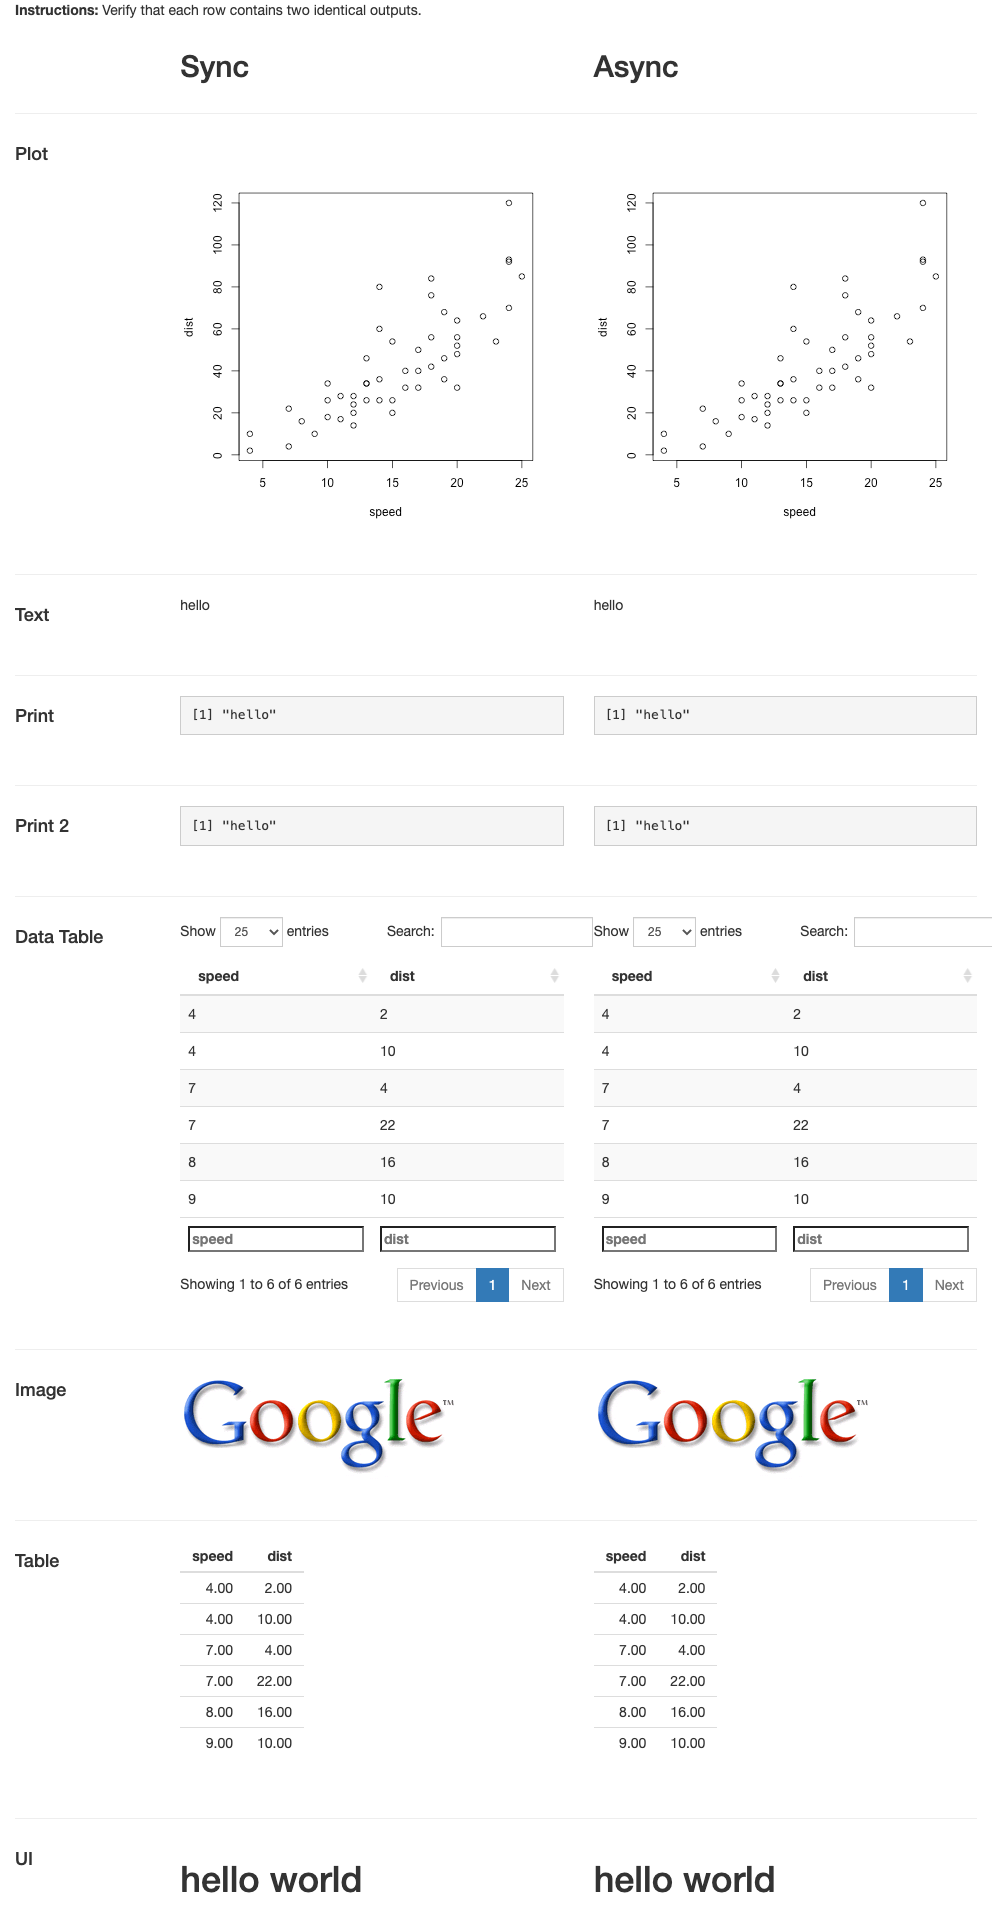 Instructions: Verify that each row contains two identical outputs.
Sync Async
Plot
120 120
100 100
80 80
60 60
dist dist
40 40
20 20
0 0
5 10 15 20 25 5 10 15 20 25
speed speed
Text hello hello
Print [1] "hello" [1] "hello"
Print 2 [1] "hello" [1] "hello"
Data Table Show 25 entries Search: Show 25 entries Search:
speed dist speed dist
4 2 4 2
4 10 4 10
7 4 7 4
7 22 7 22
8 16 8 16
9 10 9 10
speed dist speed dist
Showing 1 to 6 of 6 entries Previous 1 Next Showing 1 to 6 of 6 entries Previous 1 Next
Image Google™ Google™
Table speed dist speed dist
4.00 2.00 4.00 2.00
4.00 10.00 4.00 10.00
7.00 4.00 7.00 4.00
7.00 22.00 7.00 22.00
8.00 16.00 8.00 16.00
9.00 10.00 9.00 10.00
UI hello world hello world